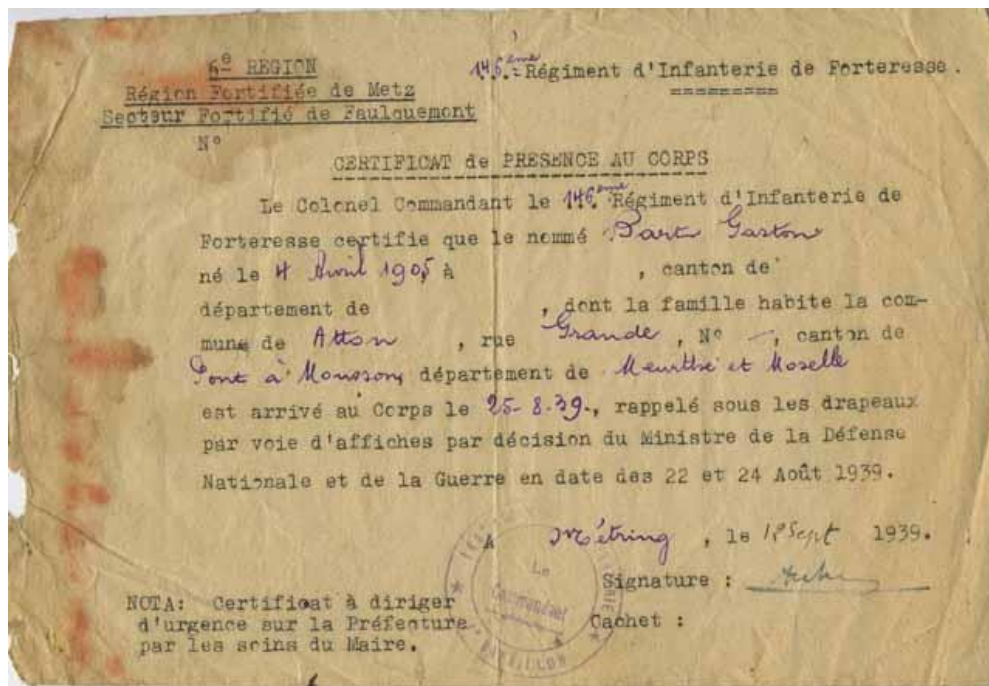 6e REGION
Région Fortifiée de Metz
Secteur Fortifié de Faulquemont
N°
146.ème Régiment d'Infanterie de Forteresse.
=========
CERTIFICAT de PRESENCE AU CORPS
Le Colonel Commandant le 146.ème Régiment d'Infanterie de
Forteresse certifie que le nommé Bart Gaston
né le 4 Avril 1905 à , canton de
département de , dont la famille habite la com-
mune de Atton , rue Grande , N° - , canton de
Pont à Mousson, département de Meurthe et Moselle
est arrivé au Corps le 25-8-39., rappelé sous les drapeaux
par voie d'affiches par décision du Ministre de la Défense
Nationale et de la Guerre en date des 22 et 24 Août 1939.
A Métring , le 1er Sept 1939.
Signature :
Cachet :
Le
Commandant
BATAILLON
NOTA: Certificat à diriger
d'urgence sur la Préfecture
par les soins du Maire.